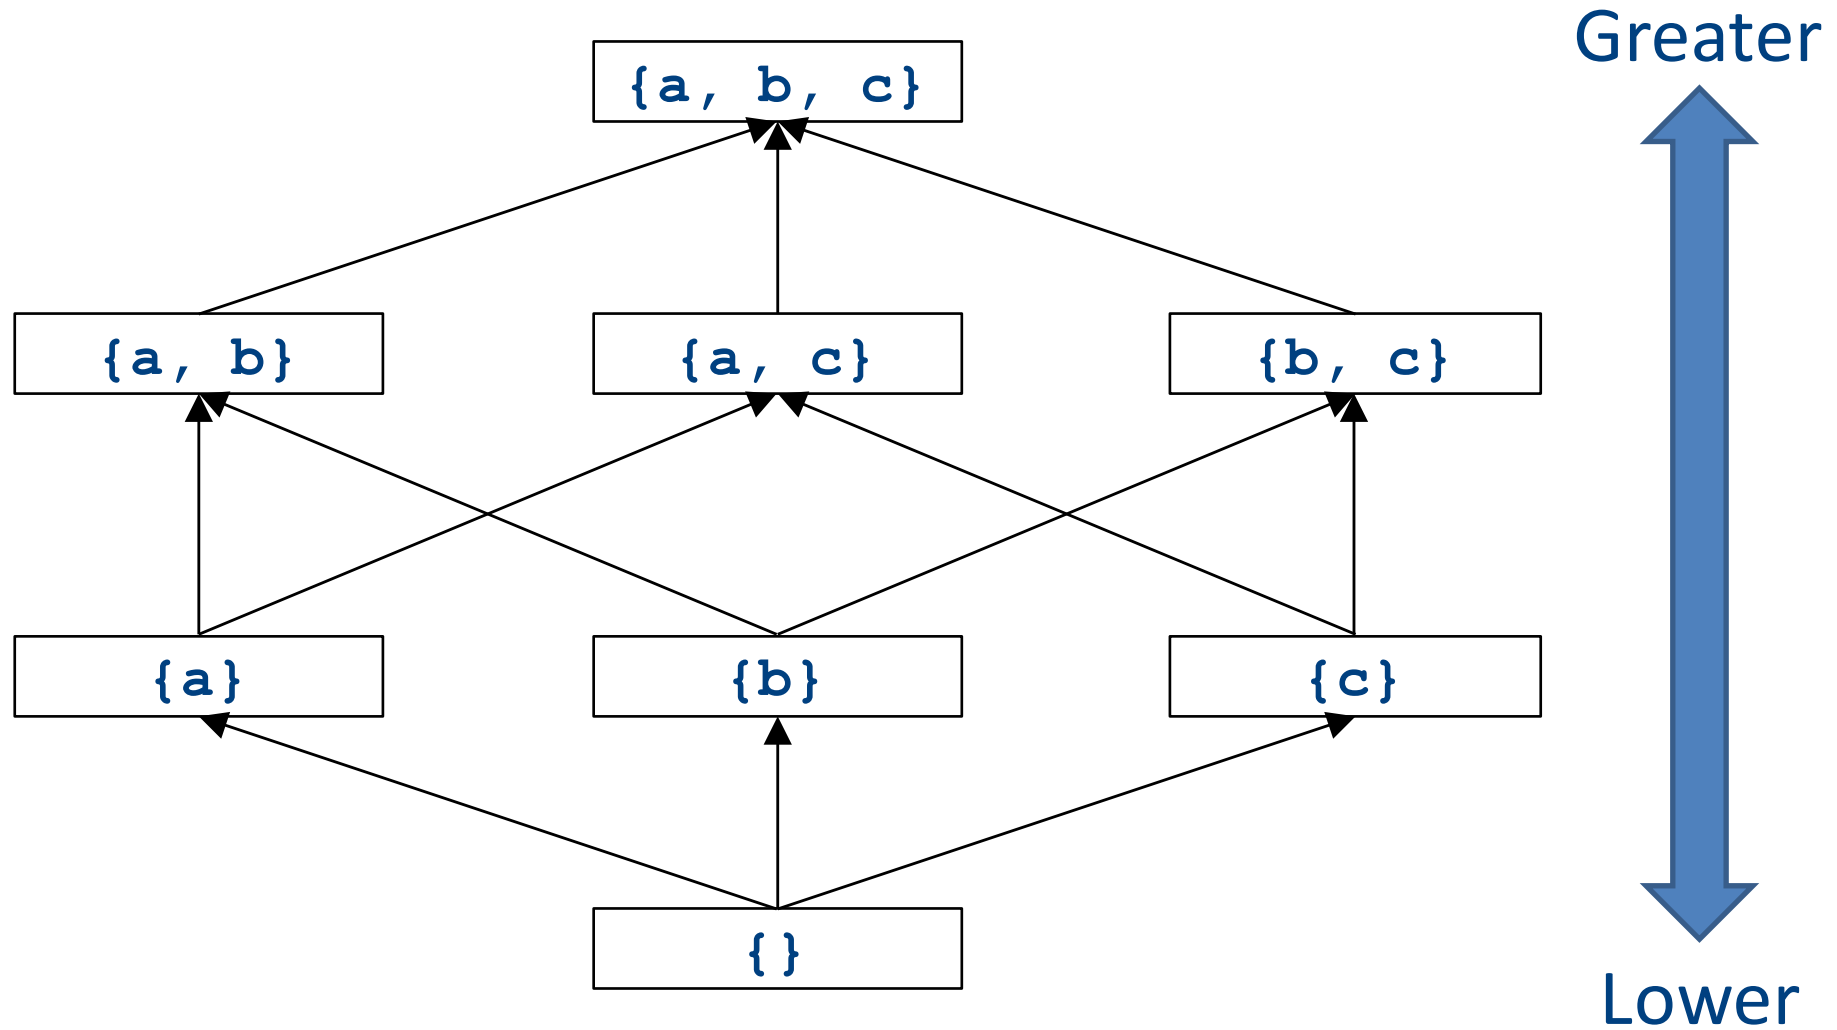 Greater
{a, b, c}
{a, b}
{a, c}
{b, c}
{a}
{b}
{c}
{}
Lower